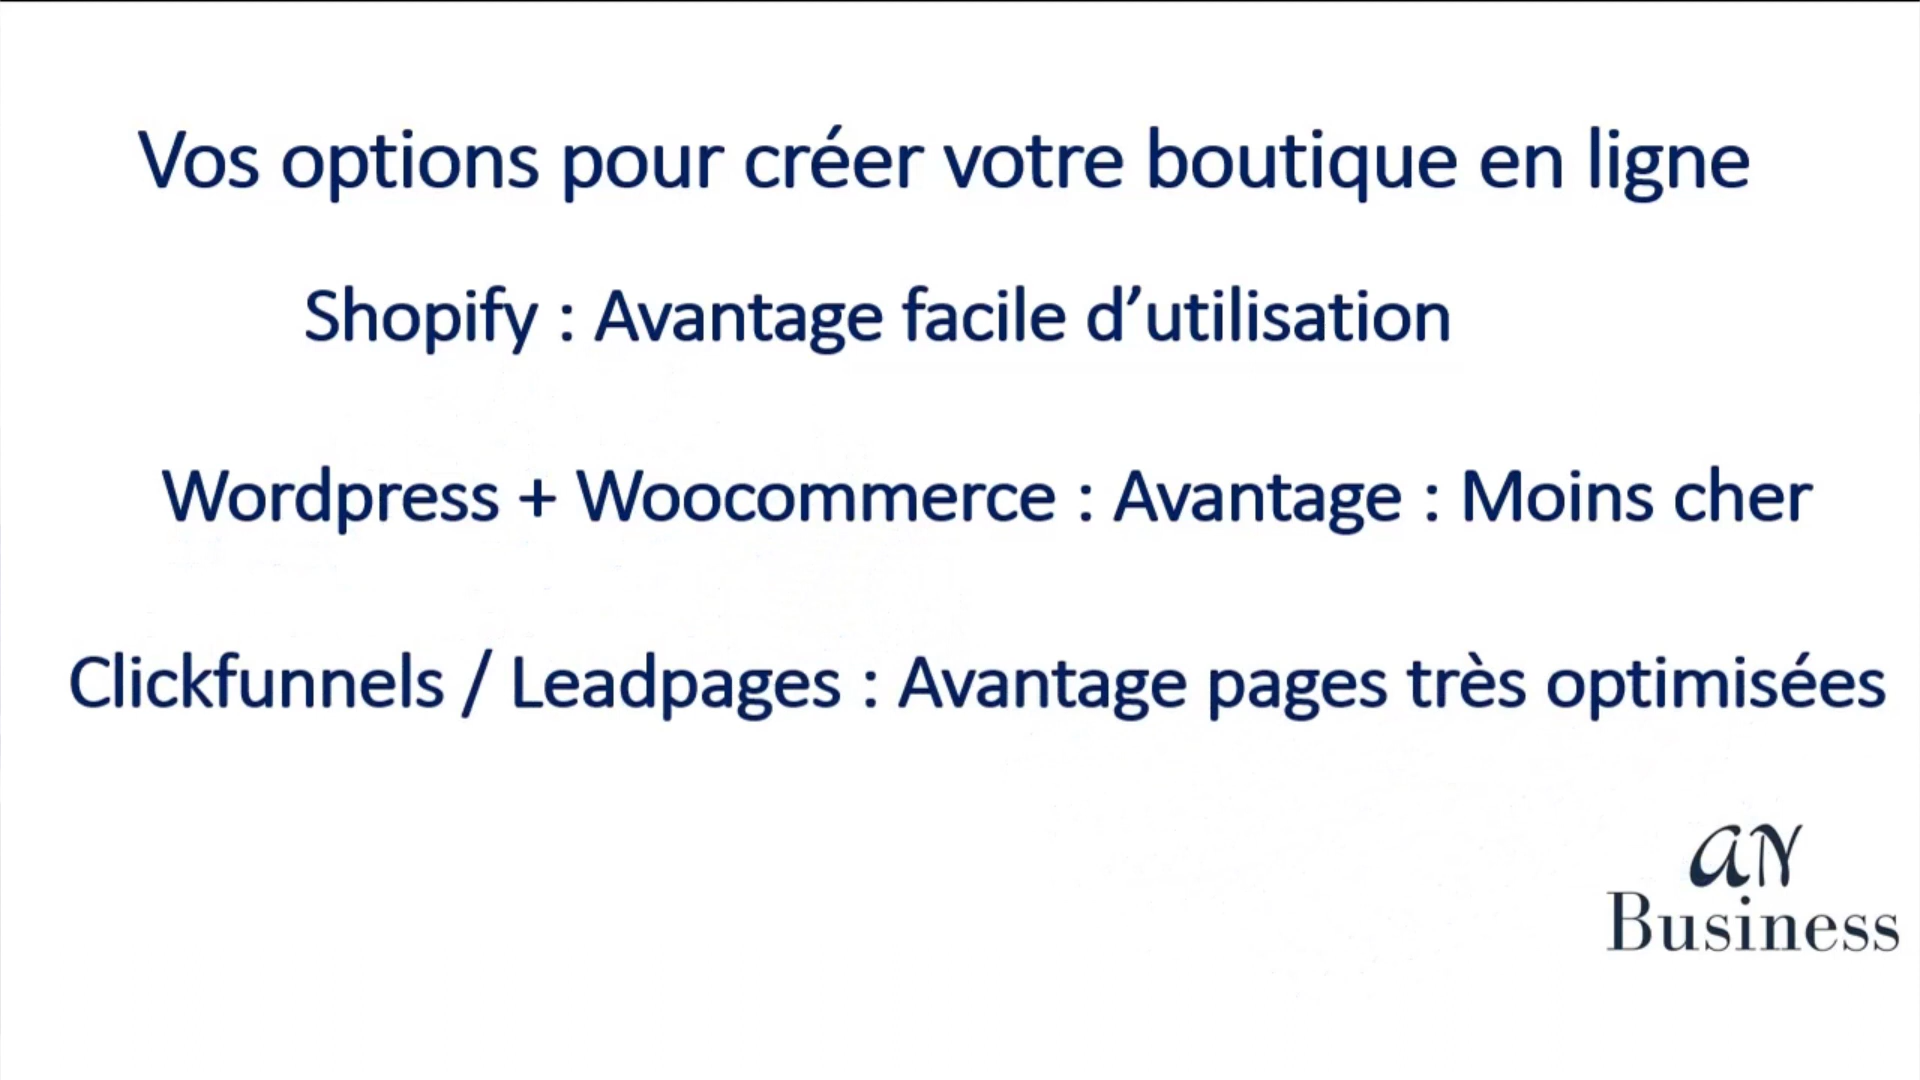 Vos options pour créer votre boutique en ligne
Shopify : Avantage facile d’utilisation
Wordpress + Woocommerce : Avantage : Moins cher
Clickfunnels / Leadpages : Avantage pages très optimisées
an
Business